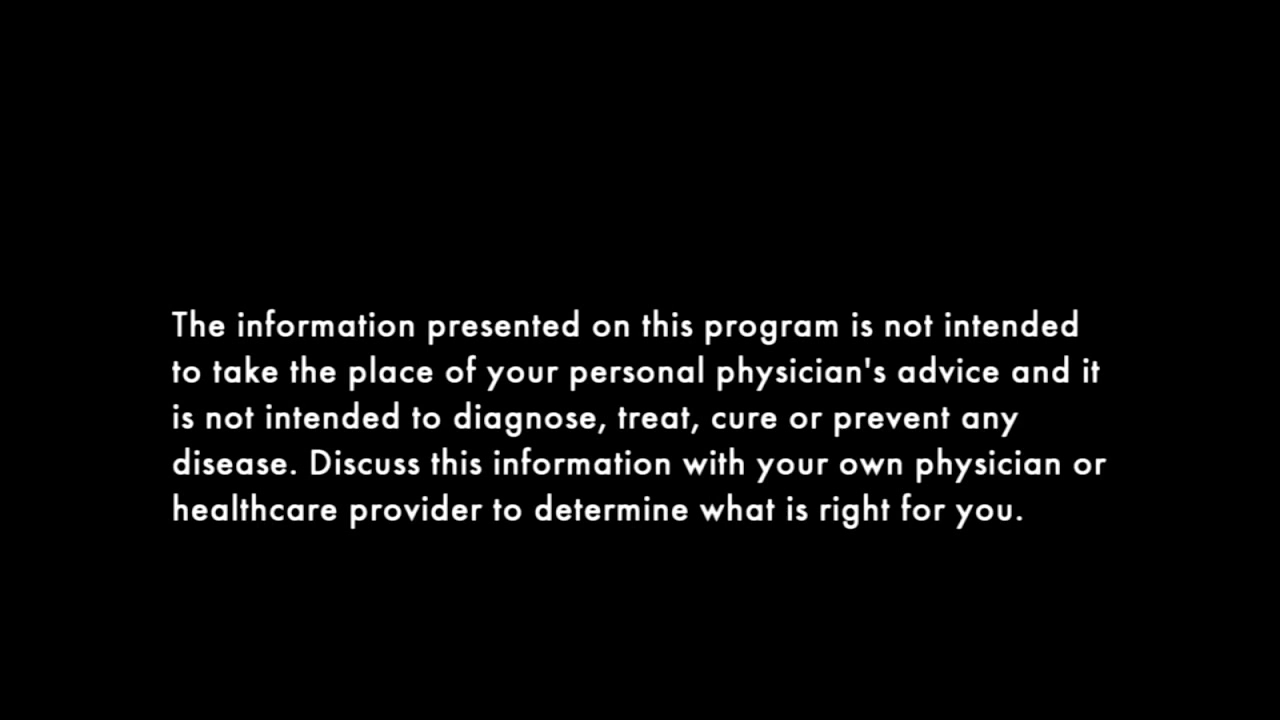 The information presented on this program is not intended
to take the place of your personal physician's advice and it
is not intended to diagnose, treat, cure or prevent any
disease. Discuss this information with your own physician or
healthcare provider to determine what is right for you.